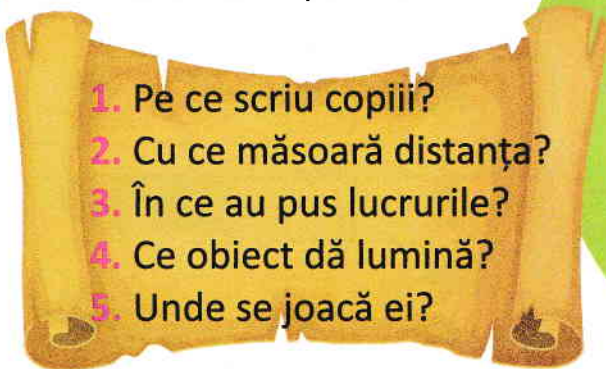 1. Pe ce scriu copiii?
2. Cu ce măsoară distanța?
3. În ce au pus lucrurile?
4. Ce obiect dă lumină?
5. Unde se joacă ei?